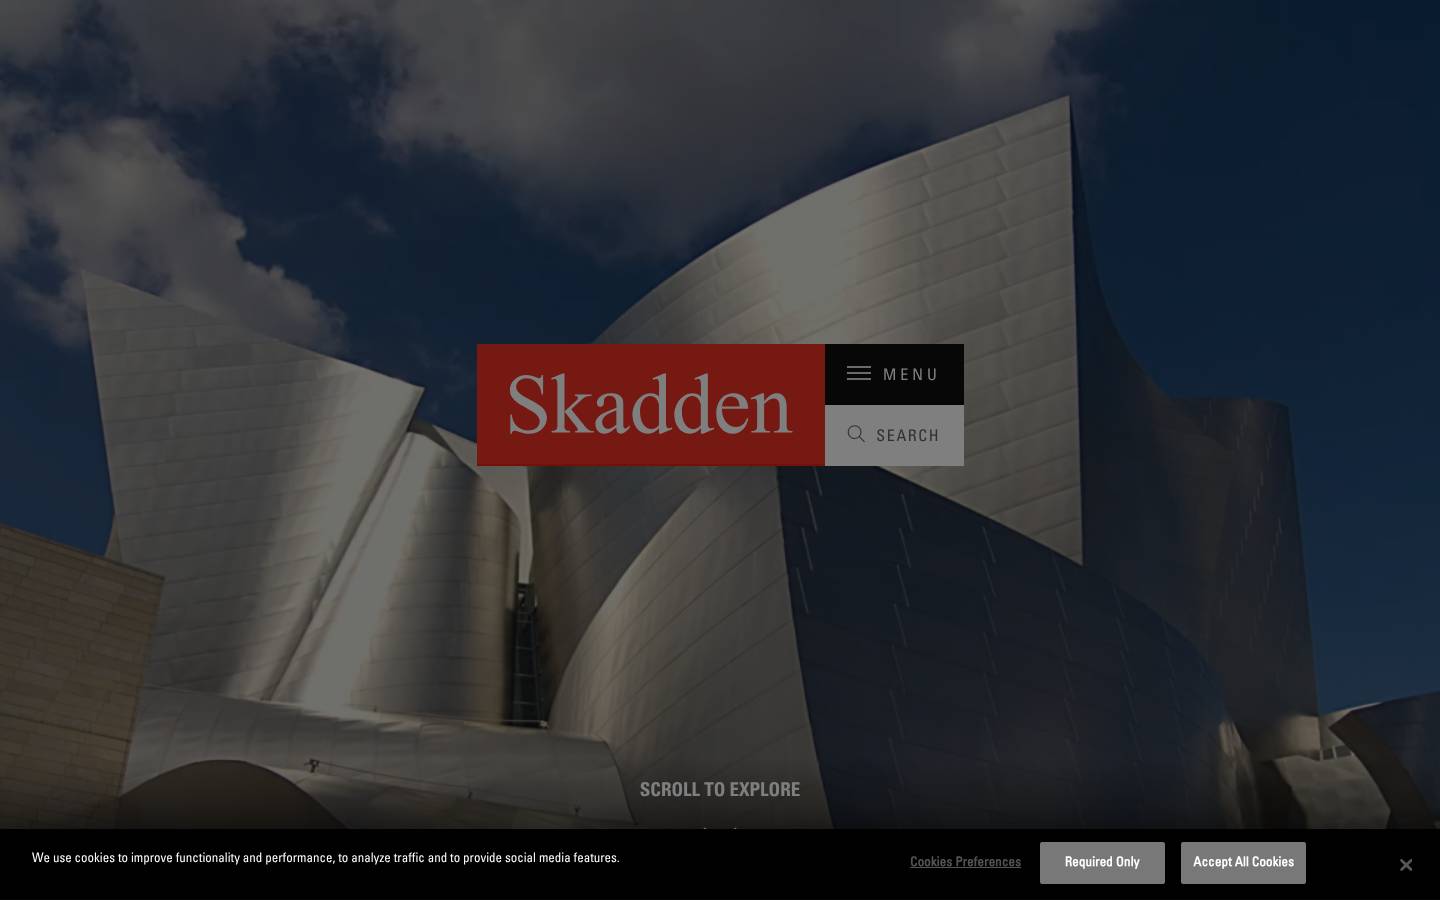 Skadden
MENU
SEARCH
SCROLL TO EXPLORE
We use cookies to improve functionality and performance, to analyze traffic and to provide social media features.
Cookies Preferences
Required Only
Accept All Cookies